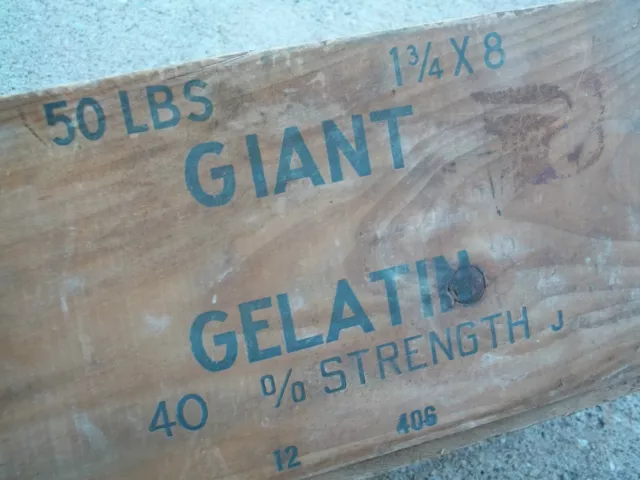 50 LBS 1¾ X 8
GIANT
GELATIN
40 % STRENGTH J
12 406